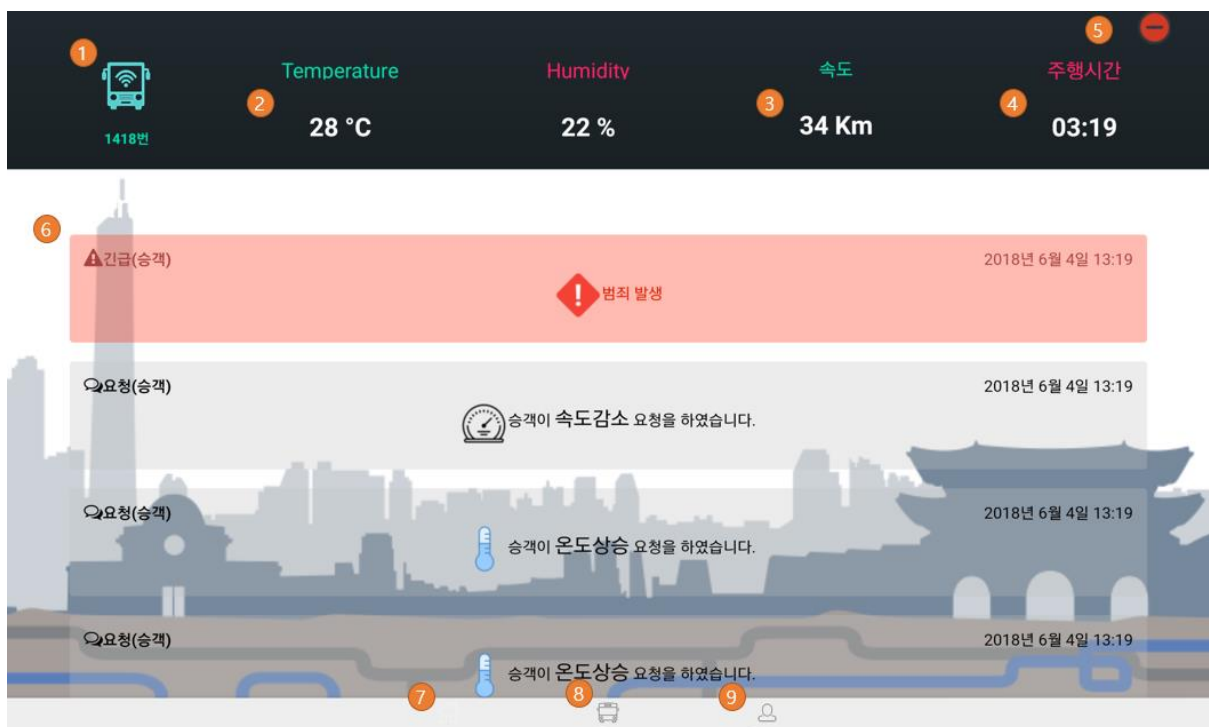 5
1
Temperature
Humidity
속도
주행시간
2
3
4
28 °C
22 %
34 Km
03:19
1418번
6
긴급(승객)
2018년 6월 4일 13:19
범죄 발생
요청(승객)
2018년 6월 4일 13:19
승객이 속도감소 요청을 하였습니다.
요청(승객)
2018년 6월 4일 13:19
승객이 온도상승 요청을 하였습니다.
요청(승객)
2018년 6월 4일 13:19
승객이 온도상승 요청을 하였습니다.
7
8
9